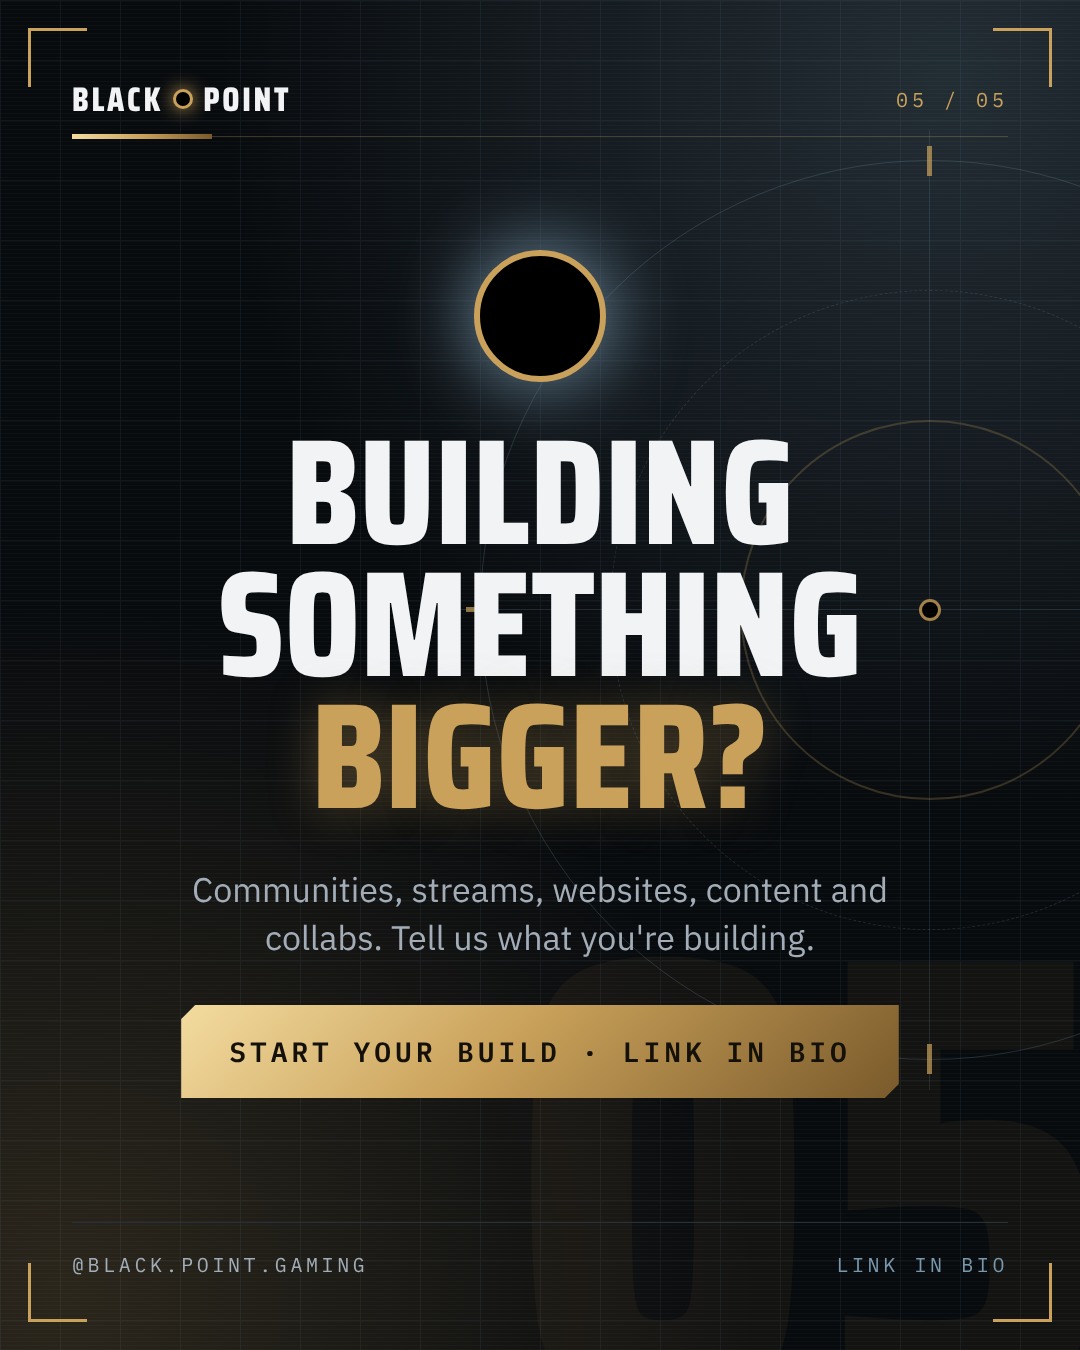 BLACK POINT
05 / 05
BUILDING
SOMETHING
BIGGER?
Communities, streams, websites, content and
collabs. Tell us what you're building.
START YOUR BUILD · LINK IN BIO
05
@BLACK.POINT.GAMING
LINK IN BIO